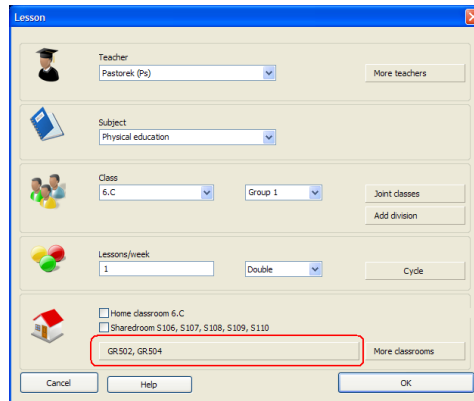 Lesson
Teacher
Pastorek (Ps)
More teachers
Subject
Physical education
Class
6.C
Group 1
Joint classes
Add division
Lessons/week
1
Double
Cycle
Home classroom 6.C
Sharedroom S106, S107, S108, S109, S110
GR502, GR504
More classrooms
Cancel
Help
OK